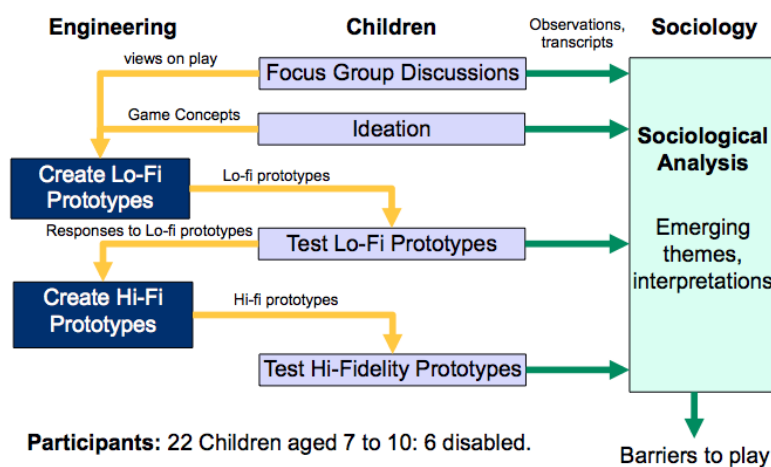 Engineering
Children
Observations,
transcripts
Sociology
views on play
Focus Group Discussions
Game Concepts
Ideation
Sociological
Analysis
Create Lo-Fi
Prototypes
Lo-fi prototypes
Responses to Lo-fi prototypes
Test Lo-Fi Prototypes
Emerging
themes,
interpretations
Create Hi-Fi
Prototypes
Hi-fi prototypes
Test Hi-Fidelity Prototypes
Participants: 22 Children aged 7 to 10: 6 disabled.
Barriers to play